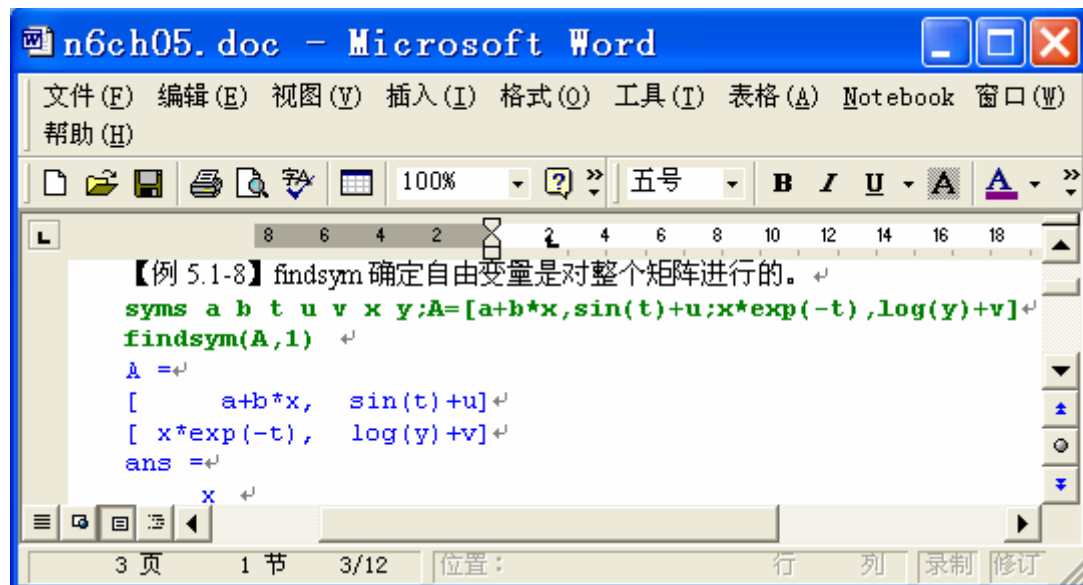 n6ch05.doc - Microsoft Word
文件(F) 编辑(E) 视图(V) 插入(I) 格式(O) 工具(T) 表格(A) Notebook 窗口(W)
帮助(H)
100% 五号 B I U A A
8 6 4 2 2 4 6 8 10 12 14 16 18
【例 5.1-8】findsym 确定自由变量是对整个矩阵进行的。
syms a b t u v x y;A=[a+b*x,sin(t)+u;x*exp(-t),log(y)+v]
findsym(A,1)
A =
[ a+b*x, sin(t)+u]
[ x*exp(-t), log(y)+v]
ans =
x
3 页 1 节 3/12 位置： 行 列 录制 修订